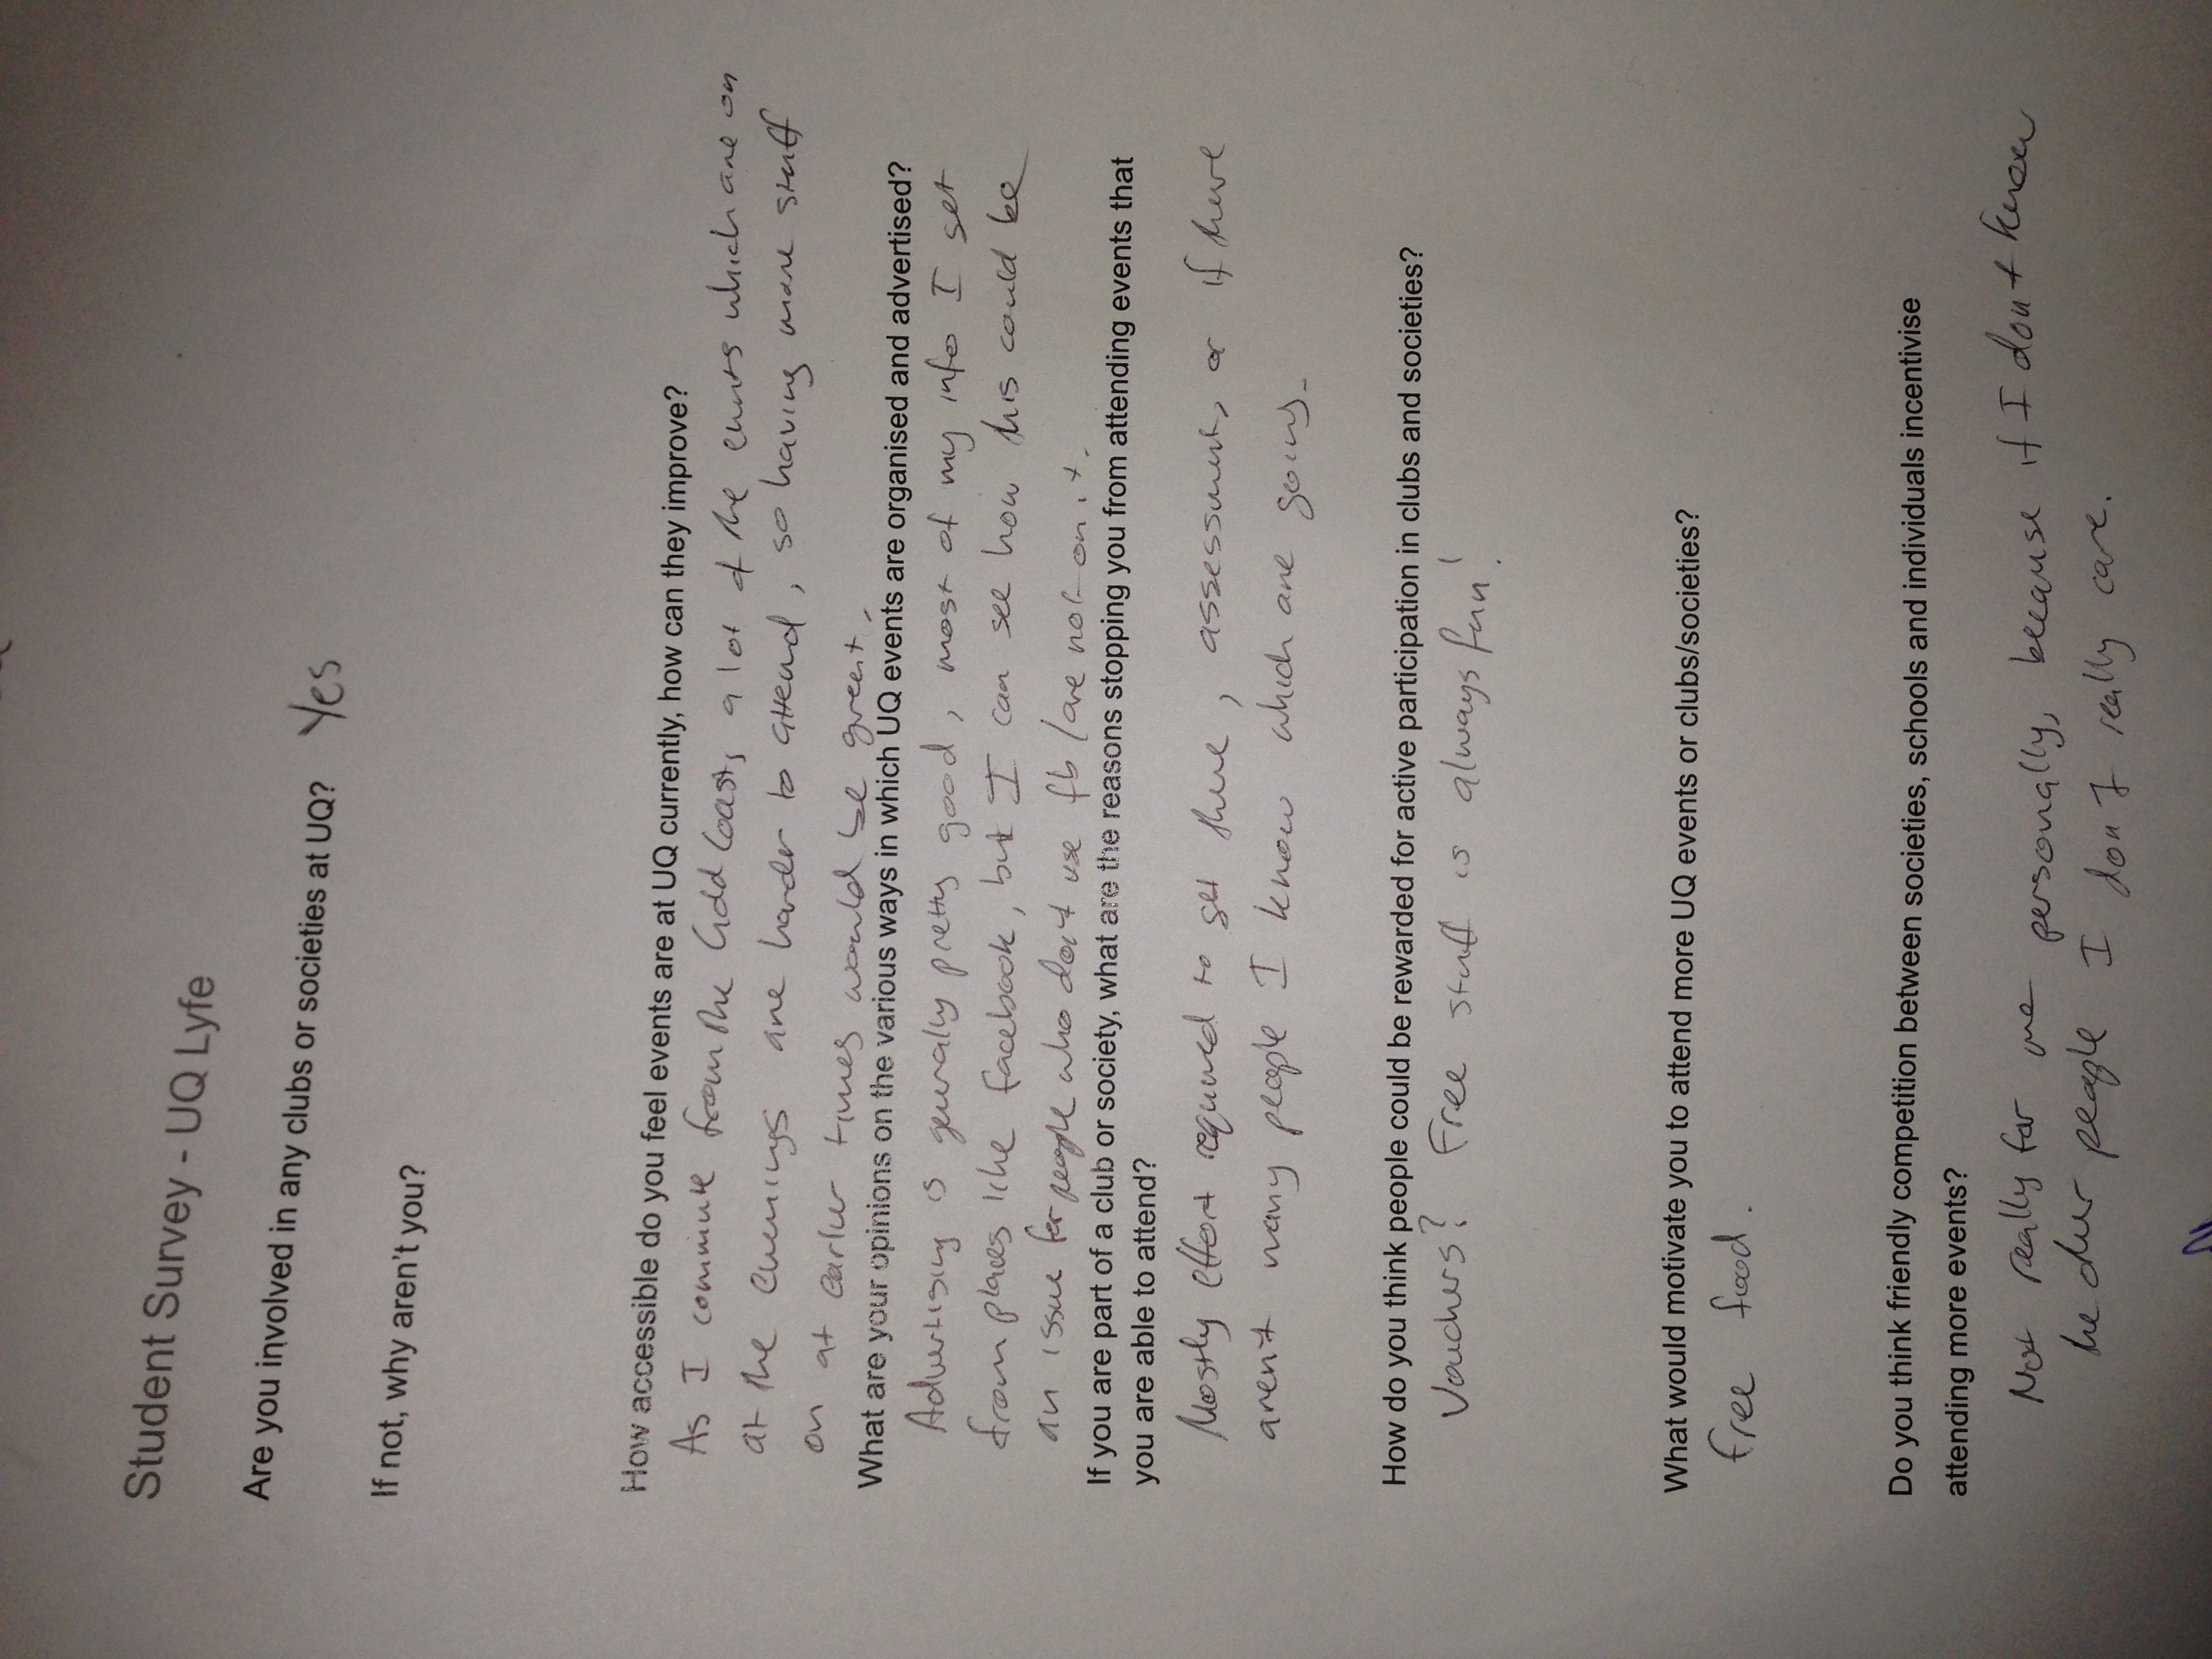 Student Survey - UQ Lyfe
Are you involved in any clubs or societies at UQ? Yes
If not, why aren't you?
How accessible do you feel events are at UQ currently, how can they improve?
As I commute from the Gold Coast, a lot of the events which are on
at the evenings are harder to attend, so having more stuff
on at earlier times would be great.
What are your opinions on the various ways in which UQ events are organised and advertised?
Advertising is generally pretty good, most of my info I get
from places like facebook, but I can see how this could be
an issue for people who don't use fb/are not on it.
If you are part of a club or society, what are the reasons stopping you from attending events that
you are able to attend?
Mostly effort required to get there, assessment, or if there
arent many people I know which are going.
How do you think people could be rewarded for active participation in clubs and societies?
Vouchers? Free stuff is always fun!
What would motivate you to attend more UQ events or clubs/societies?
Free food.
Do you think friendly competition between societies, schools and individuals incentivise
attending more events?
Not really for me personally, because if I dont know
the other people I don't really care.